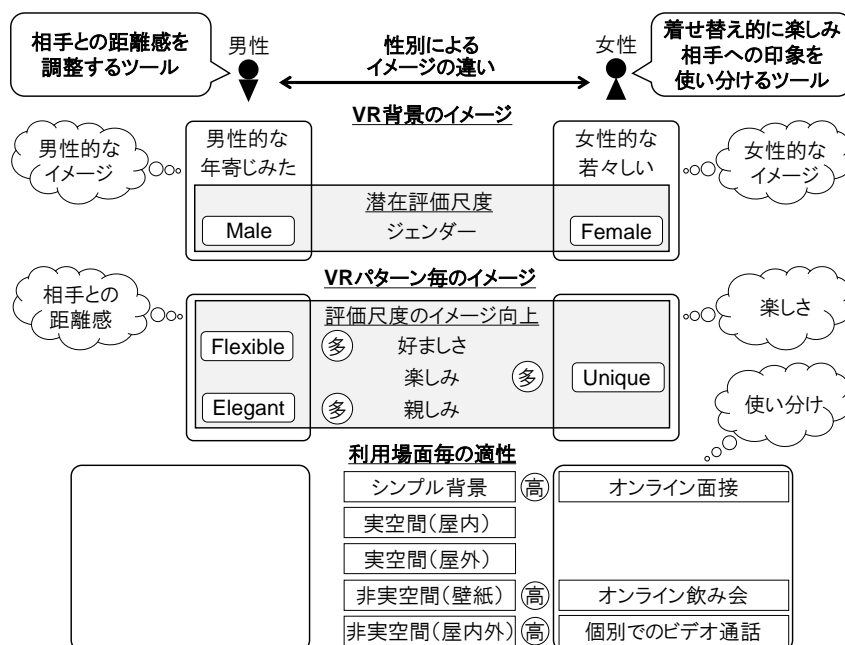 相手との距離感を
調整するツール
男性
性別による
イメージの違い
女性
着せ替え的に楽しみ
相手への印象を
使い分けるツール
VR背景のイメージ
男性的な
イメージ
男性的な
年寄じみた
女性的な
若々しい
女性的な
イメージ
潜在評価尺度
Male
ジェンダー
Female
VRパターン毎のイメージ
相手との
距離感
評価尺度のイメージ向上
楽しさ
Flexible
多
好ましさ
楽しみ
多
Unique
Elegant
多
親しみ
使い分け
利用場面毎の適性
シンプル背景
高
オンライン面接
実空間(屋内)
実空間(屋外)
非実空間(壁紙)
高
オンライン飲み会
非実空間(屋内外)
高
個別でのビデオ通話